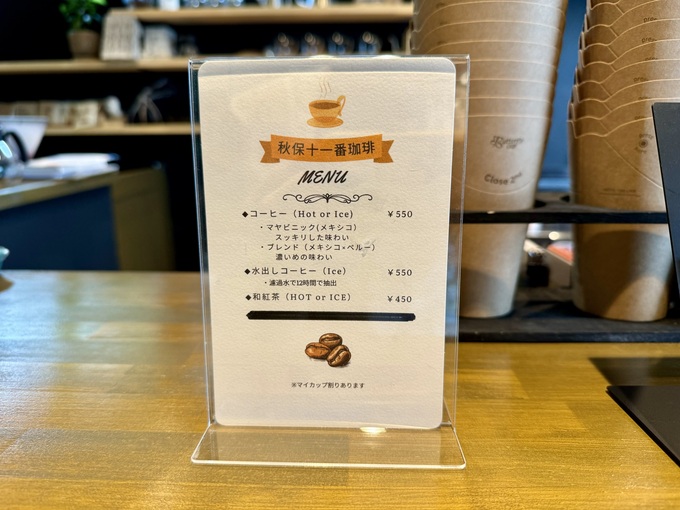 秋保十一番珈琲
MENU
◆コーヒー（Hot or Ice） ￥550
・マヤビニック(メキシコ)
スッキリした味わい
・ブレンド（メキシコ・ペルー）
濃いめの味わい
◆水出しコーヒー（Ice） ￥550
・濾過水で12時間で抽出
◆和紅茶（HOT or ICE） ￥450
※マイカップ割りあります
Close 2